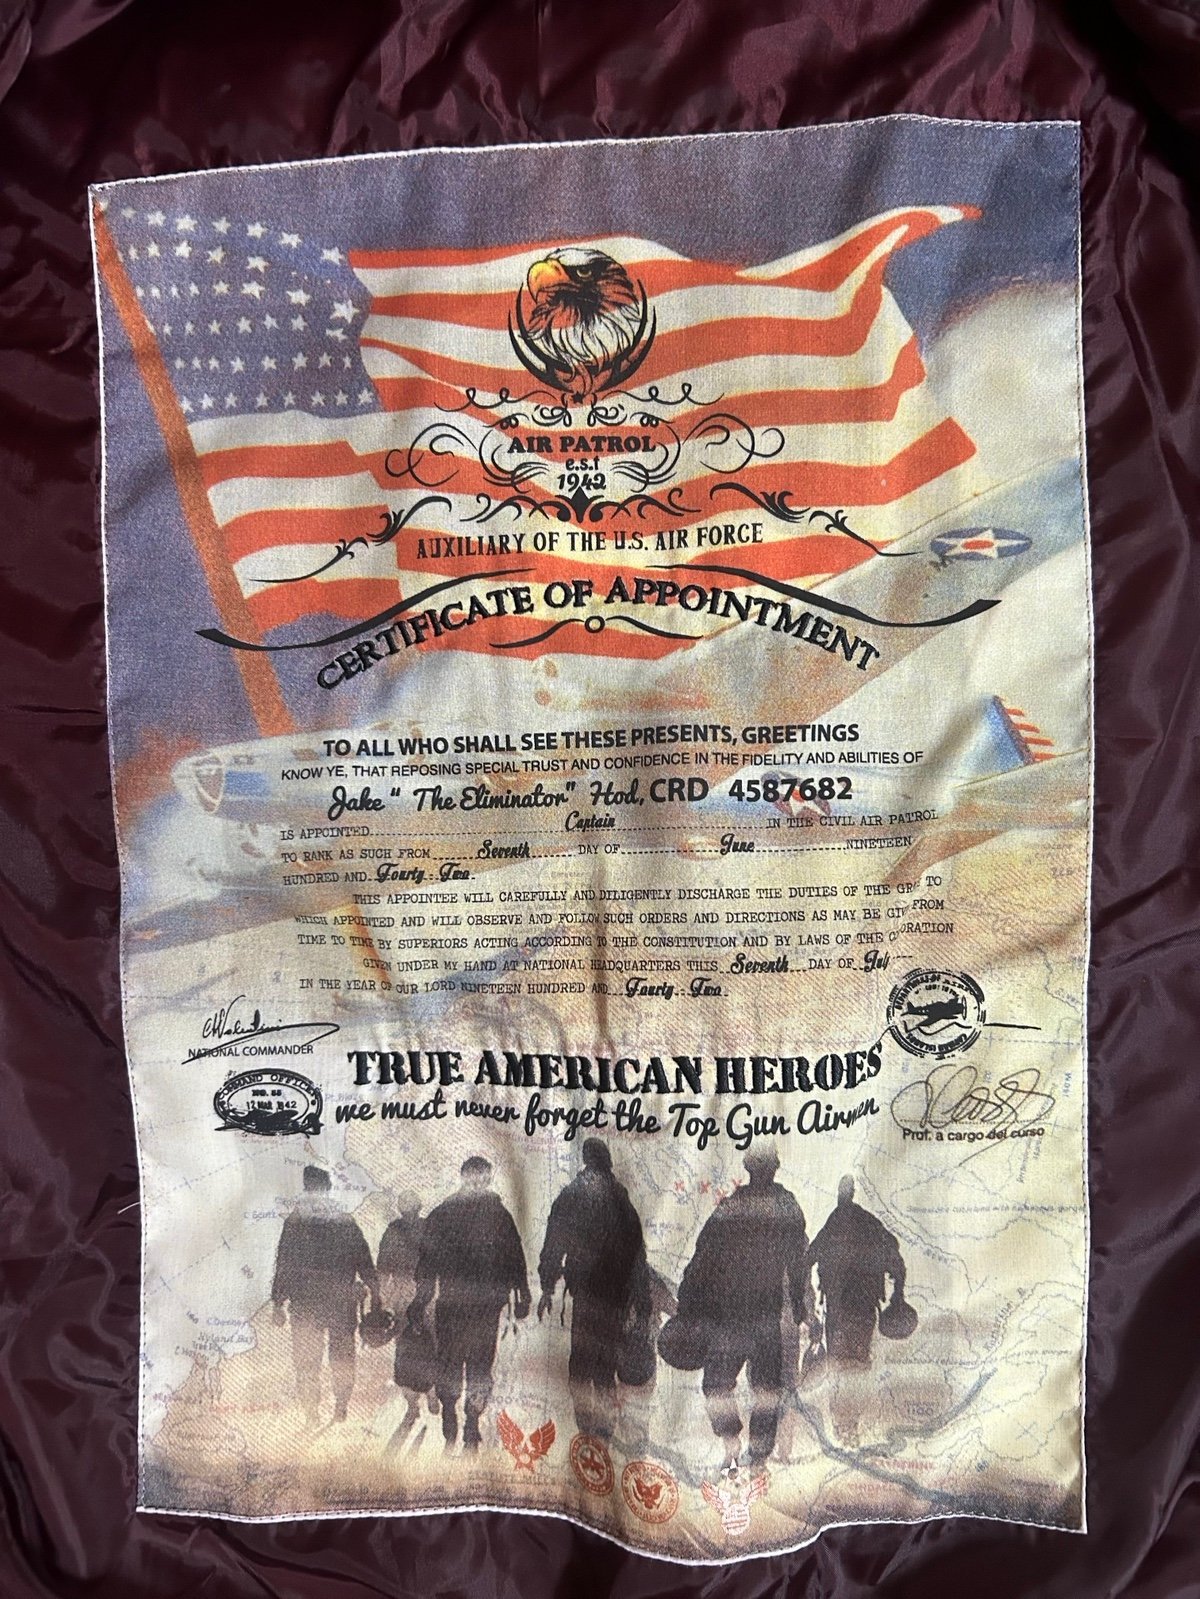 AIR PATROL
e.s.t
1942
AUXILIARY OF THE U.S. AIR FORCE
CERTIFICATE OF APPOINTMENT
TO ALL WHO SHALL SEE THESE PRESENTS, GREETINGS
KNOW YE, THAT REPOSING SPECIAL TRUST AND CONFIDENCE IN THE FIDELITY AND ABILITIES OF
Jake " The Eliminator" Hod, CRD 4587682
IS APPOINTED Captain IN THE CIVIL AIR PATROL
TO RANK AS SUCH FROM Seventh DAY OF June NINETEEN
HUNDRED AND Fourty - Two
THIS APPOINTEE WILL CAREFULLY AND DILIGENTLY DISCHARGE THE DUTIES OF THE TO
WHICH APPOINTED AND WILL OBSERVE AND FOLLOW SUCH ORDERS AND DIRECTIONS AS MAY BE FROM
TIME TO TIME BY SUPERIORS ACTING ACCORDING TO THE CONSTITUTION AND BY LAWS OF THE
GIVEN UNDER MY HAND AT NATIONAL HEADQUARTERS THIS Seventh DAY OF July
IN THE YEAR OF OUR LORD NINETEEN HUNDRED AND Fourty - Two
NATIONAL COMMANDER
12 MAR 1942
TRUE AMERICAN HEROES'
we must never forget the Top Gun Airmen
Prof. a cargo del curso